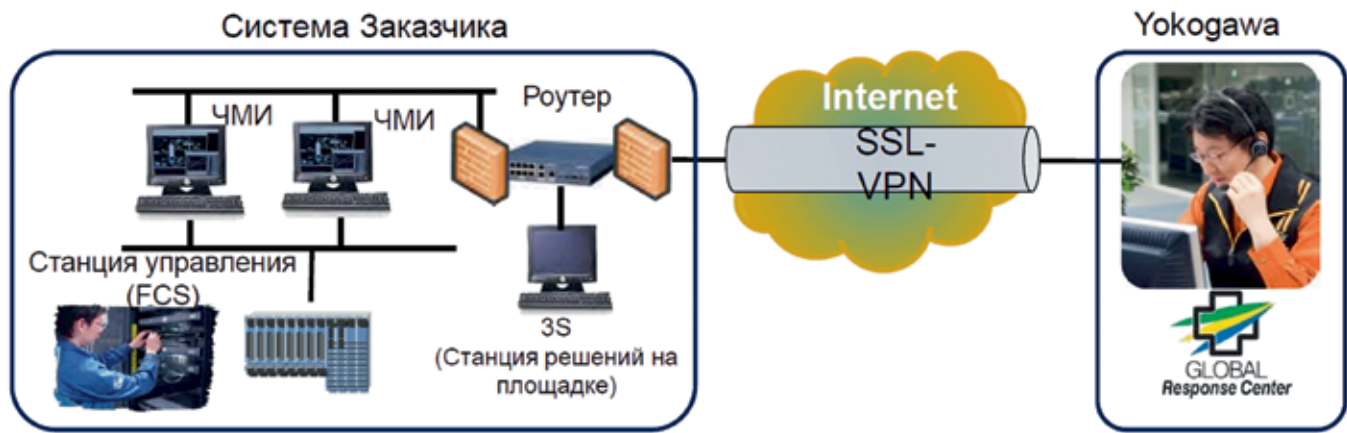 Система Заказчика
Yokogawa
ЧМИ
ЧМИ
Роутер
Internet
SSL-
VPN
Станция управления
(FCS)
3S
(Станция решений на
площадке)
GLOBAL
Response Center